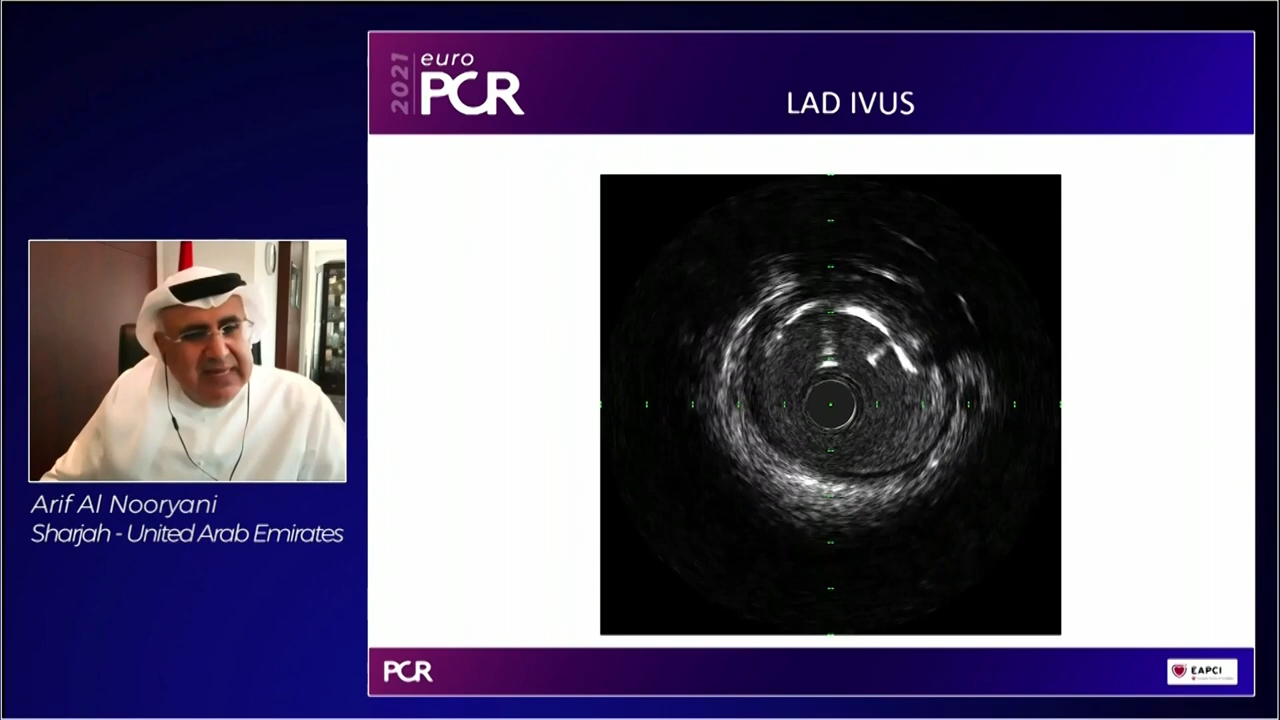 2021
euro
PCR
LAD IVUS
Arif Al Nooryani
Sharjah - United Arab Emirates
PCR
EAPCI